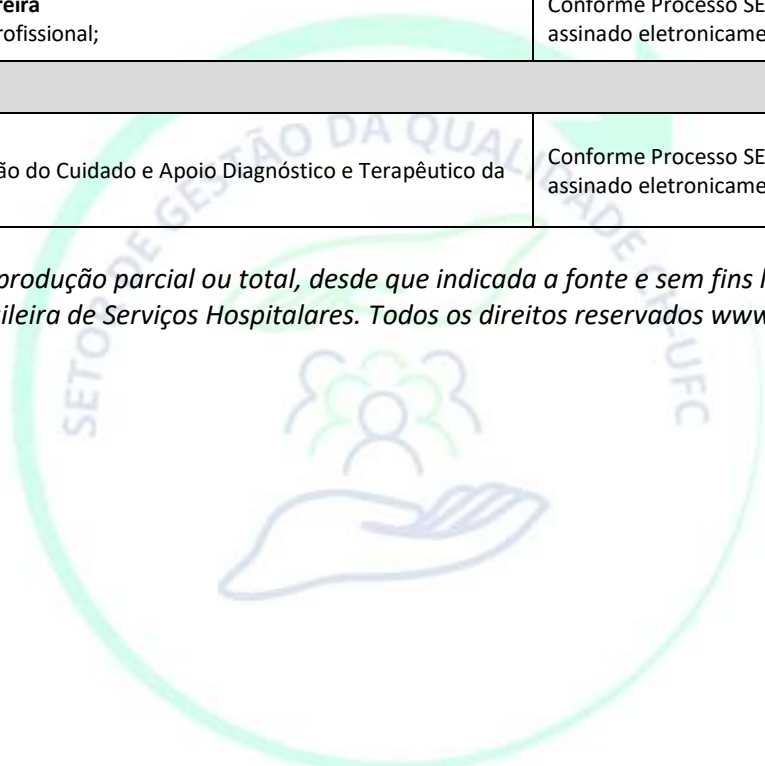 reira
rofissional;
Conforme Processo SE
assinado eletronicame
ão do Cuidado e Apoio Diagnóstico e Terapêutico da
Conforme Processo SE
assinado eletronicame
produção parcial ou total, desde que indicada a fonte e sem fins l
ileira de Serviços Hospitalares. Todos os direitos reservados www
SETOR DE GESTÃO DA QUALIDADE CH-UFC